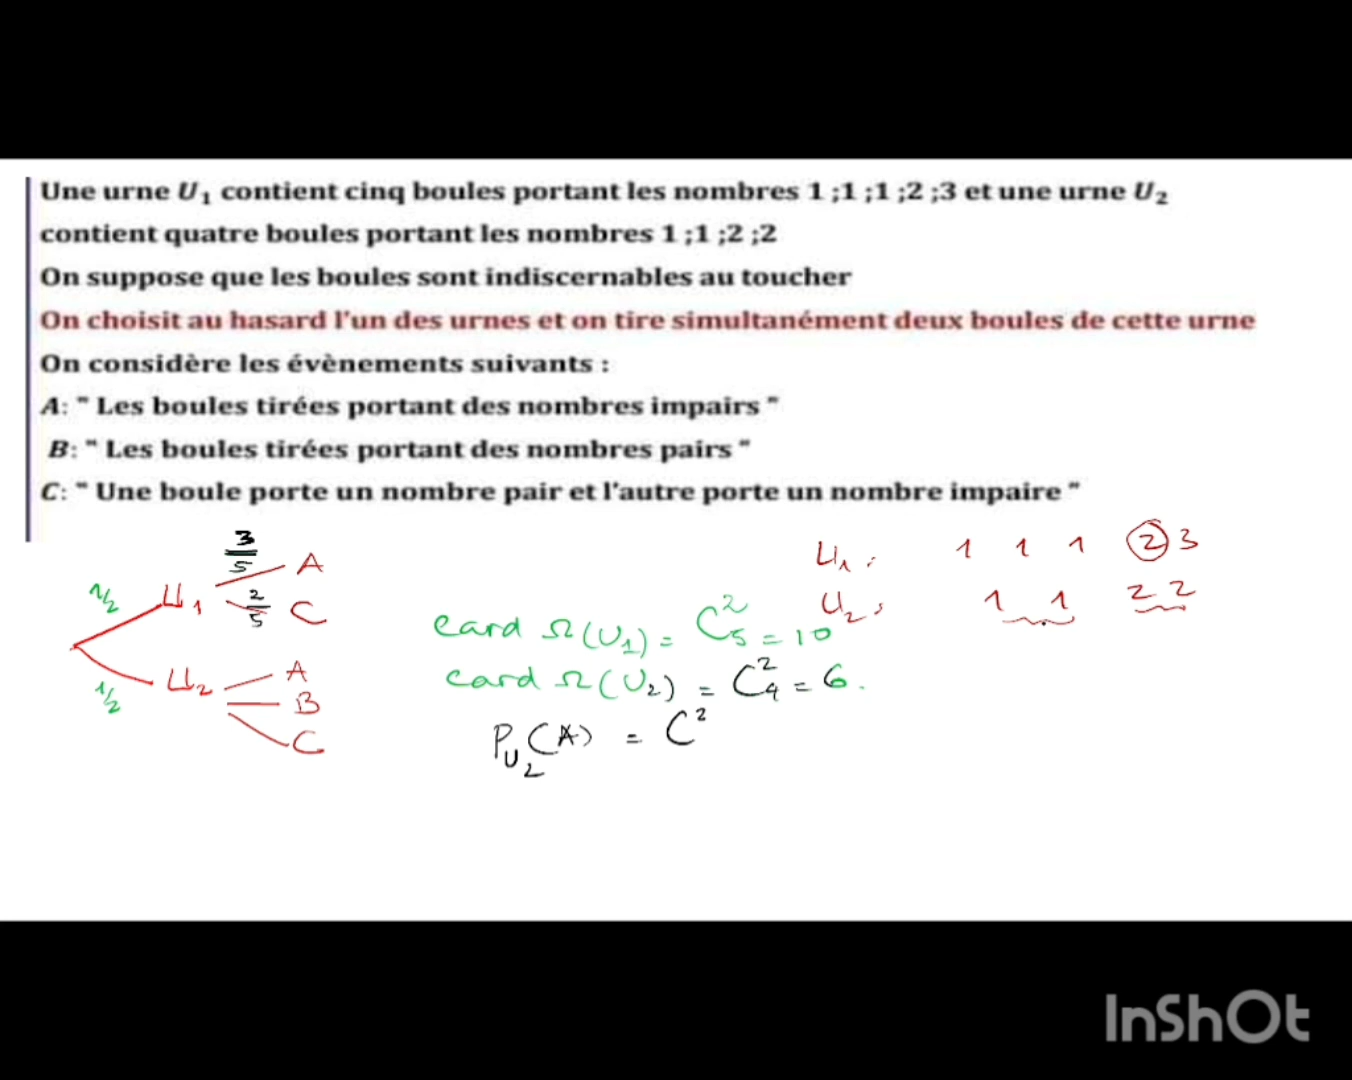 Une urne U₁ contient cinq boules portant les nombres 1 ;1 ;1 ;2 ;3 et une urne U₂
contient quatre boules portant les nombres 1 ;1 ;2 ;2
On suppose que les boules sont indiscernables au toucher
On choisit au hasard l'un des urnes et on tire simultanément deux boules de cette urne
On considère les évènements suivants :
A: " Les boules tirées portant des nombres impairs "
B: " Les boules tirées portant des nombres pairs "
C: " Une boule porte un nombre pair et l'autre porte un nombre impaire "
1/2 U₁ 3/5 A
2/5 C
1/2 U₂ A
B
C
U₁ : 1 1 1 2 3
U₂ : 1 1 2 2
card Ω(U₁) = C₅² = 10
card Ω(U₂) = C₄² = 6.
P_U₂(A) = C²
InShOt